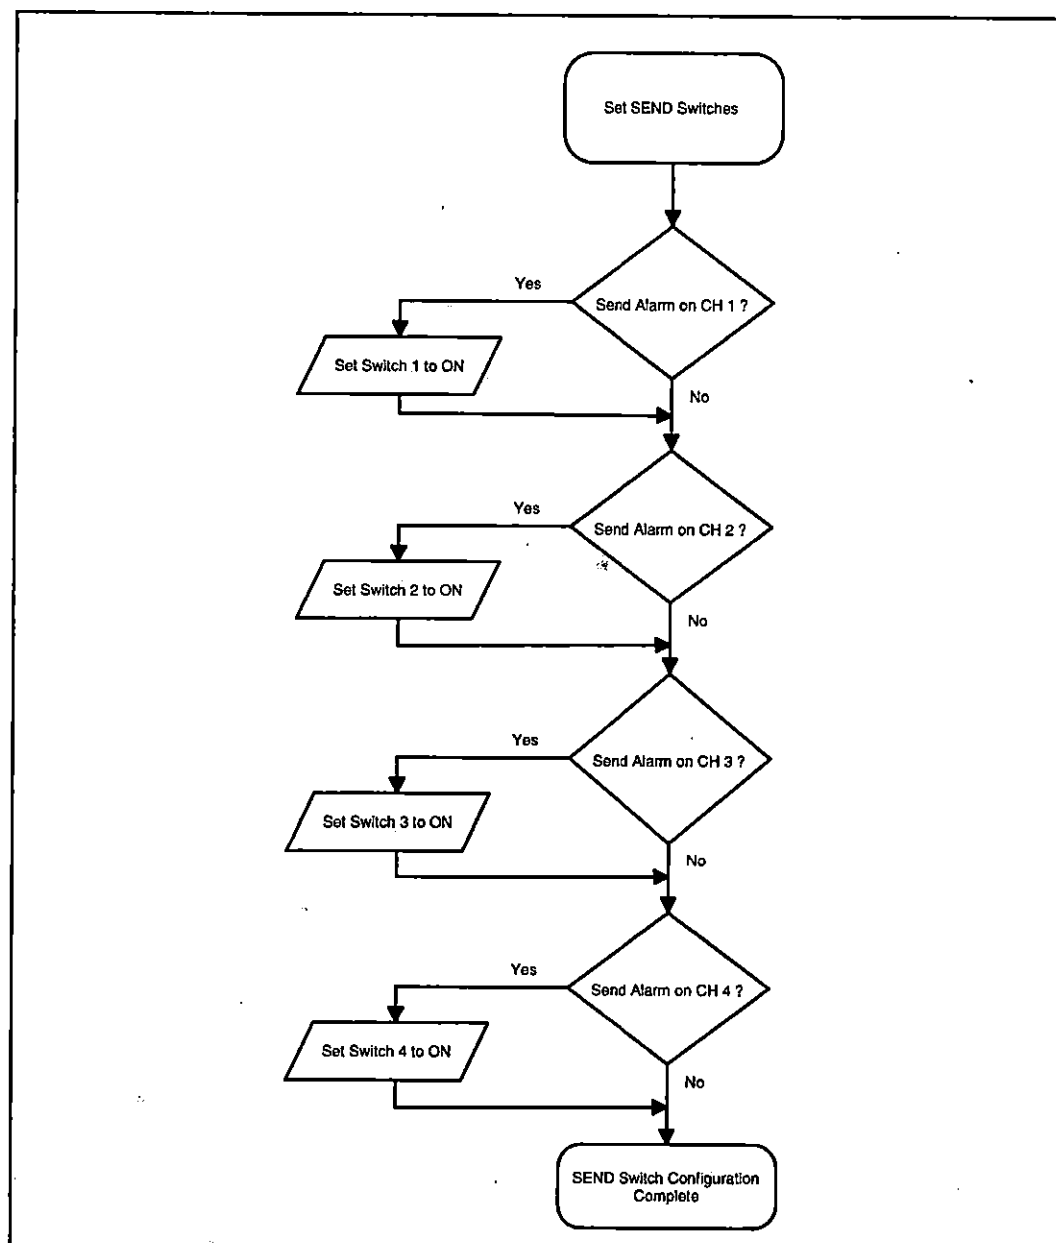 Set SEND Switches
Yes
Send Alarm on CH 1 ?
Set Switch 1 to ON
No
Yes
Send Alarm on CH 2 ?
Set Switch 2 to ON
No
Yes
Send Alarm on CH 3 ?
Set Switch 3 to ON
No
Yes
Send Alarm on CH 4 ?
Set Switch 4 to ON
No
SEND Switch Configuration
Complete